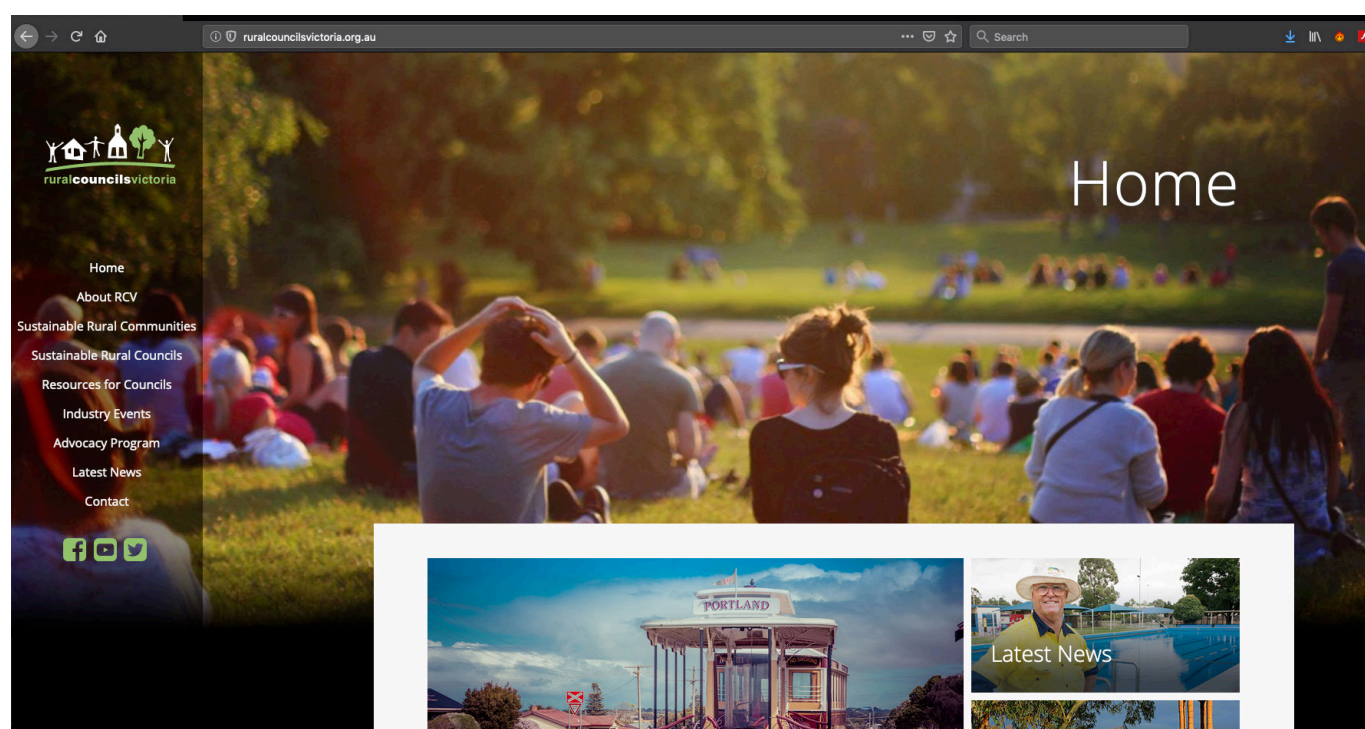 ruralcouncilsvictoria.org.au
Search
ruralcouncilsvictoria
Home
Home
About RCV
Sustainable Rural Communities
Sustainable Rural Councils
Resources for Councils
Industry Events
Advocacy Program
Latest News
Contact
PORTLAND
Latest News